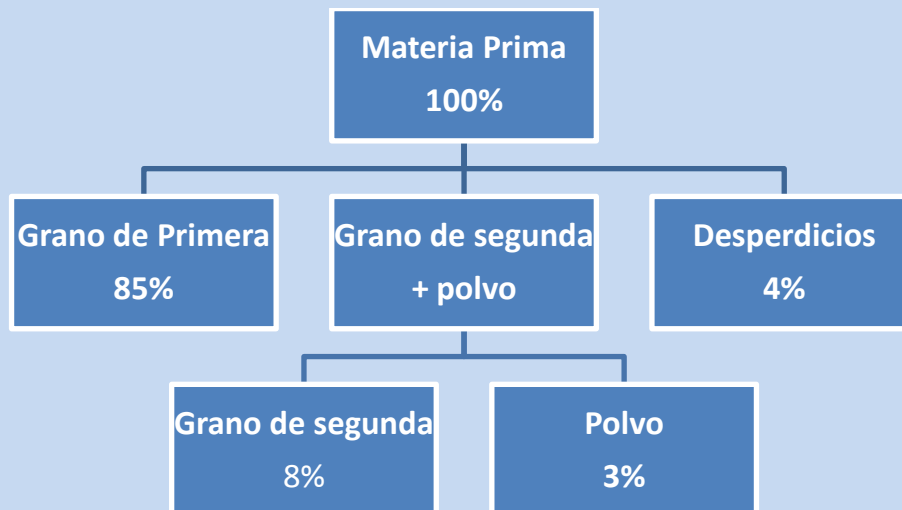 Materia Prima
100%
Grano de Primera
85%
Grano de segunda
+ polvo
Desperdicios
4%
Grano de segunda
8%
Polvo
3%